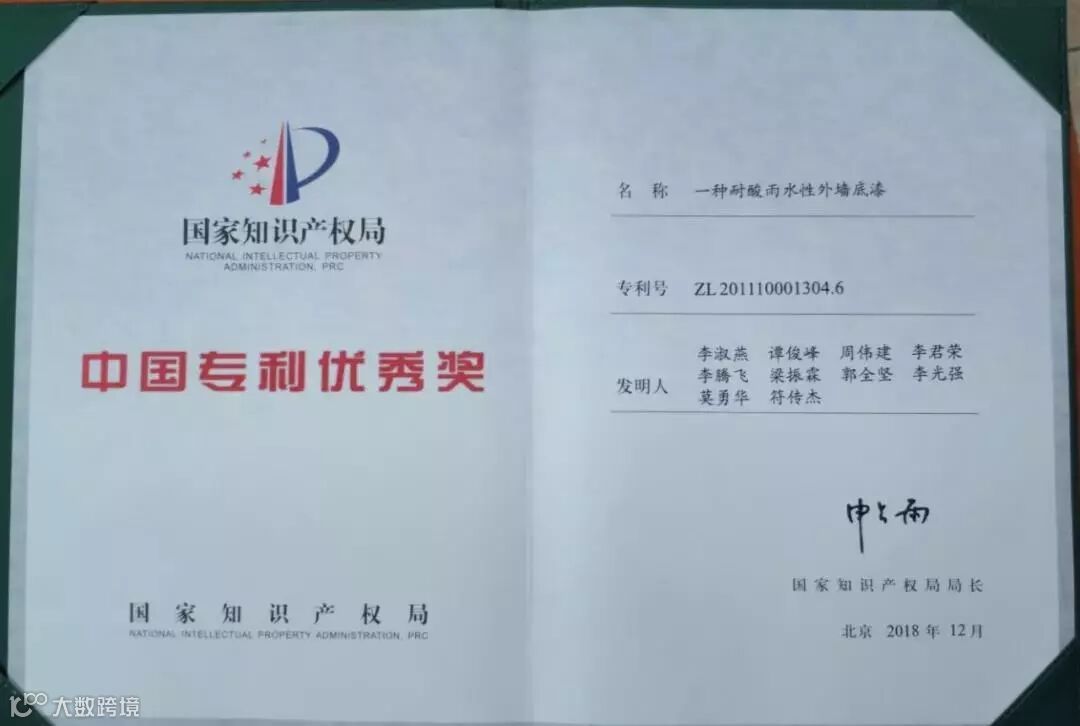 国家知识产权局
NATIONAL INTELLECTUAL PROPERTY
ADMINISTRATION, PRC
中国专利优秀奖
国家知识产权局
NATIONAL INTELLECTUAL PROPERTY ADMINISTRATION, PRC
名 称 一种耐酸雨水性外墙底漆
专利号 ZL 201110001304.6
李淑燕 谭俊峰 周伟建 李君荣
发明人 李腾飞 梁振霖 郭全坚 李光强
莫勇华 符传杰
申长雨
国家知识产权局局长
北京 2018 年 12 月
大数跨境